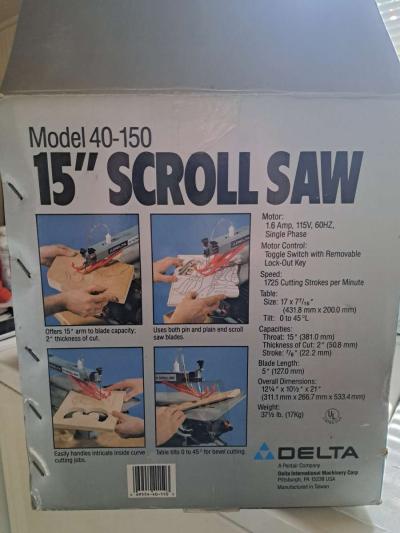 Model 40-150
15" SCROLL SAW
Offers 15" arm to blade capacity;
2" thickness of cut.
Uses both pin and plain end scroll
saw blades.
Easily handles intricate inside curve
cutting jobs.
Table tilts 0 to 45° for bevel cutting.
Motor:
1.6 Amp, 115V, 60HZ,
Single Phase
Motor Control:
Toggle Switch with Removable
Lock-Out Key
Speed:
1725 Cutting Strokes per Minute
Table:
Size: 17 x 7⅞"
(431.8 mm x 200.0 mm)
Tilt: 0 to 45°L
Capacities:
Throat: 15" (381.0 mm)
Thickness of Cut: 2" (50.8 mm)
Stroke: ⅞" (22.2 mm)
Blade Length:
5" (127.0 mm)
Overall Dimensions:
12¼" x 10½" x 21"
(311.1 mm x 266.7 mm x 533.4 mm)
Weight:
37½ lb. (17Kg)
UL
DELTA
A Pentair Company
Delta International Machinery Corp
Pittsburgh, PA 15238 USA
Manufactured in Taiwan